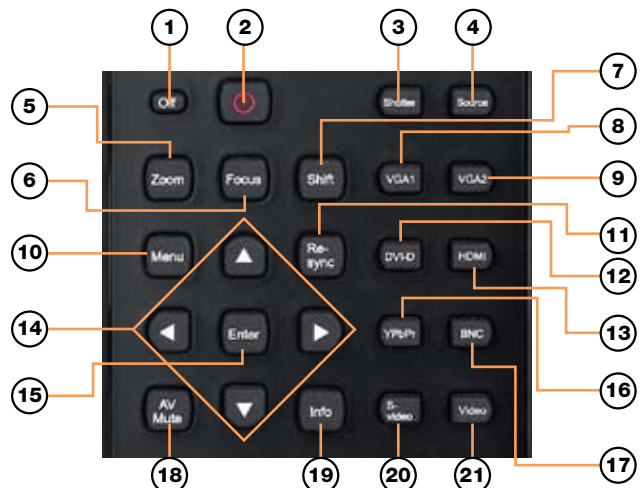 1
2
3
4
Off
Shutter
Source
5
7
Zoom
Focus
Shift
VGA1
VGA2
8
6
9
10
Menu
Re-
sync
DVI-D
HDMI
11
12
14
Enter
YPbPr
BNC
13
15
16
AV
Mute
Info
S-
video
Video
17
18
19
20
21